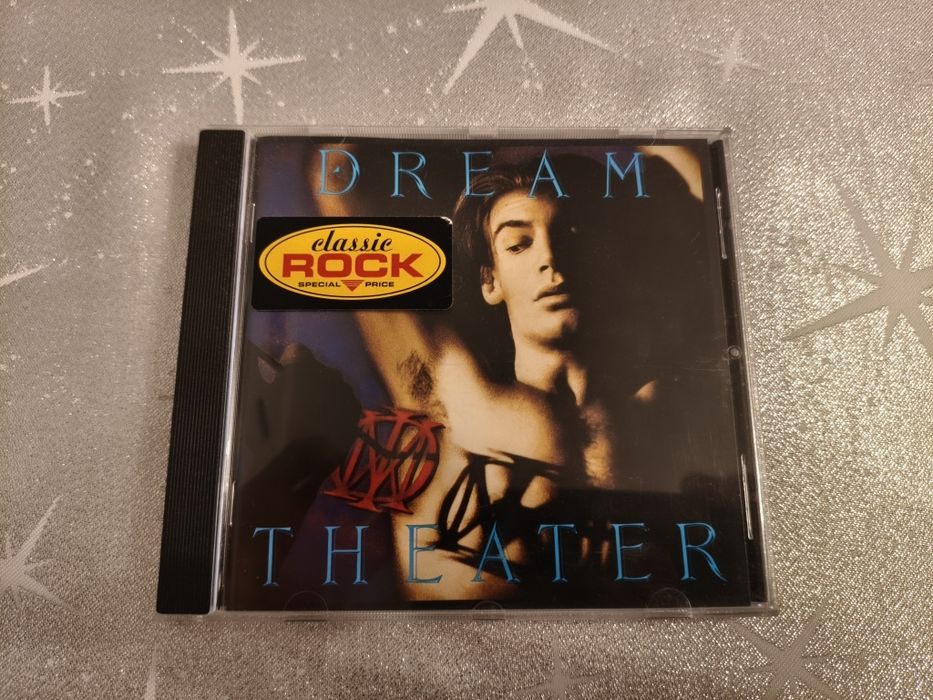 DREAM
classic
ROCK
SPECIAL PRICE
THEATER